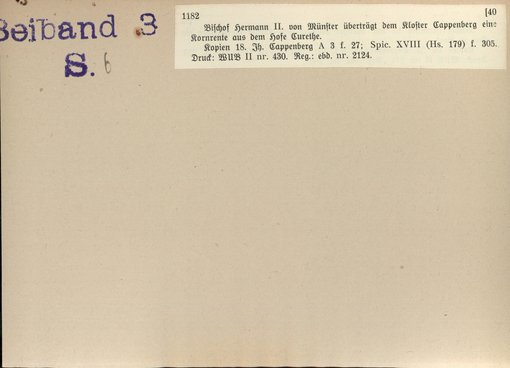 Beiband 3
S. 6
1182 [40
Bischof Hermann II. von Münster überträgt dem Kloster Cappenberg eine
Kornrente aus dem Hofe Curethe.
Kopien 18. Jh. Cappenberg A 3 f. 27; Spic. XVIII (Hs. 179) f. 305.
Druck: WUB II nr. 430. Reg.: ebd. nr. 2124.